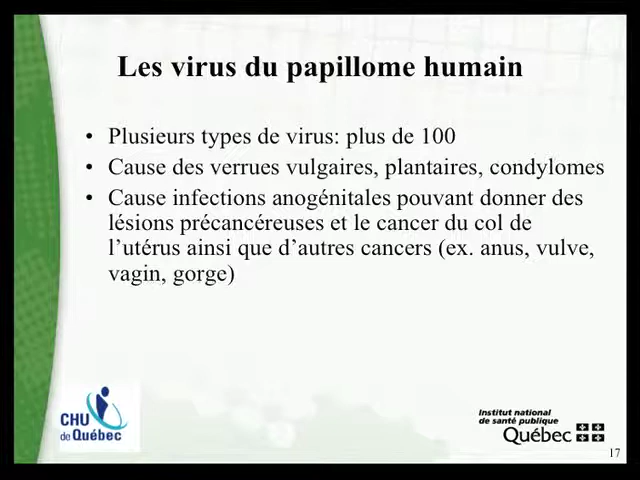 Les virus du papillome humain
• Plusieurs types de virus: plus de 100
• Cause des verrues vulgaires, plantaires, condylomes
• Cause infections anogénitales pouvant donner des
lésions précancéreuses et le cancer du col de
l’utérus ainsi que d’autres cancers (ex. anus, vulve,
vagin, gorge)
CHU
de Québec
Institut national
de santé publique
Québec
17